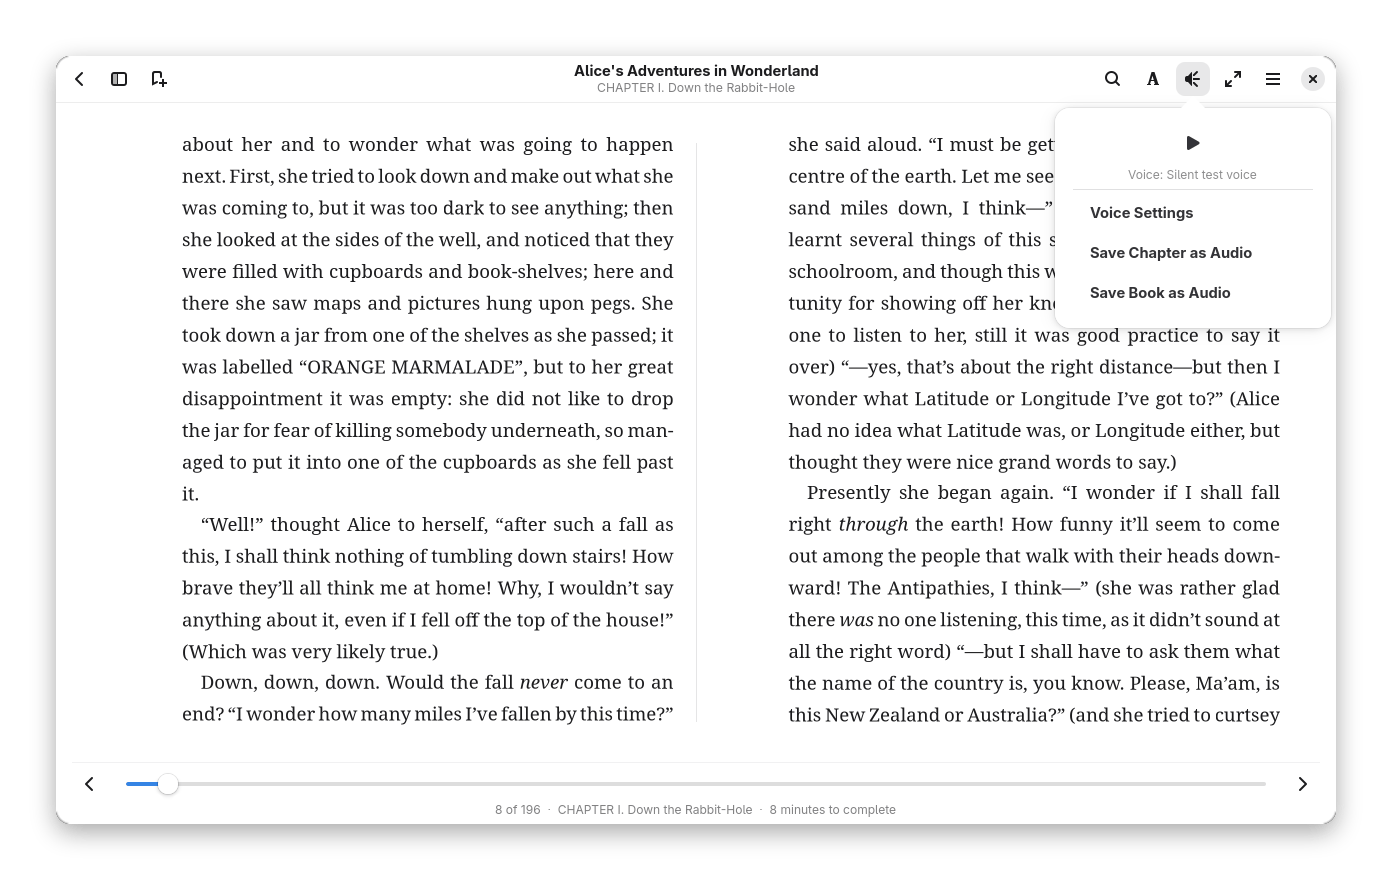 Alice's Adventures in Wonderland
CHAPTER I. Down the Rabbit-Hole
A
about her and to wonder what was going to happen
next. First, she tried to look down and make out what she
was coming to, but it was too dark to see anything; then
she looked at the sides of the well, and noticed that they
were filled with cupboards and book-shelves; here and
there she saw maps and pictures hung upon pegs. She
took down a jar from one of the shelves as she passed; it
was labelled “ORANGE MARMALADE”, but to her great
disappointment it was empty: she did not like to drop
the jar for fear of killing somebody underneath, so man-
aged to put it into one of the cupboards as she fell past
it.
“Well!” thought Alice to herself, “after such a fall as
this, I shall think nothing of tumbling down stairs! How
brave they’ll all think me at home! Why, I wouldn’t say
anything about it, even if I fell off the top of the house!”
(Which was very likely true.)
Down, down, down. Would the fall never come to an
end? “I wonder how many miles I’ve fallen by this time?”
she said aloud. “I must be
centre of the earth. Let me see
sand miles down, I think—”
learnt several things of this
schoolroom, and though this
tunity for showing off her
one to listen to her, still it was good practice to say it
over) “—yes, that’s about the right distance—but then I
wonder what Latitude or Longitude I’ve got to?” (Alice
had no idea what Latitude was, or Longitude either, but
thought they were nice grand words to say.)
Presently she began again. “I wonder if I shall fall
right through the earth! How funny it’ll seem to come
out among the people that walk with their heads down-
ward! The Antipathies, I think—” (she was rather glad
there was no one listening, this time, as it didn’t sound at
all the right word) “—but I shall have to ask them what
the name of the country is, you know. Please, Ma’am, is
this New Zealand or Australia?” (and she tried to curtsey
Voice: Silent test voice
Voice Settings
Save Chapter as Audio
Save Book as Audio
8 of 196 · CHAPTER I. Down the Rabbit-Hole · 8 minutes to complete